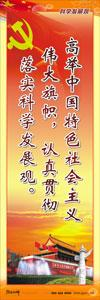 科学发展观
高举中国特色社会主义
伟大旗帜，认真贯彻
落实科学发展观。